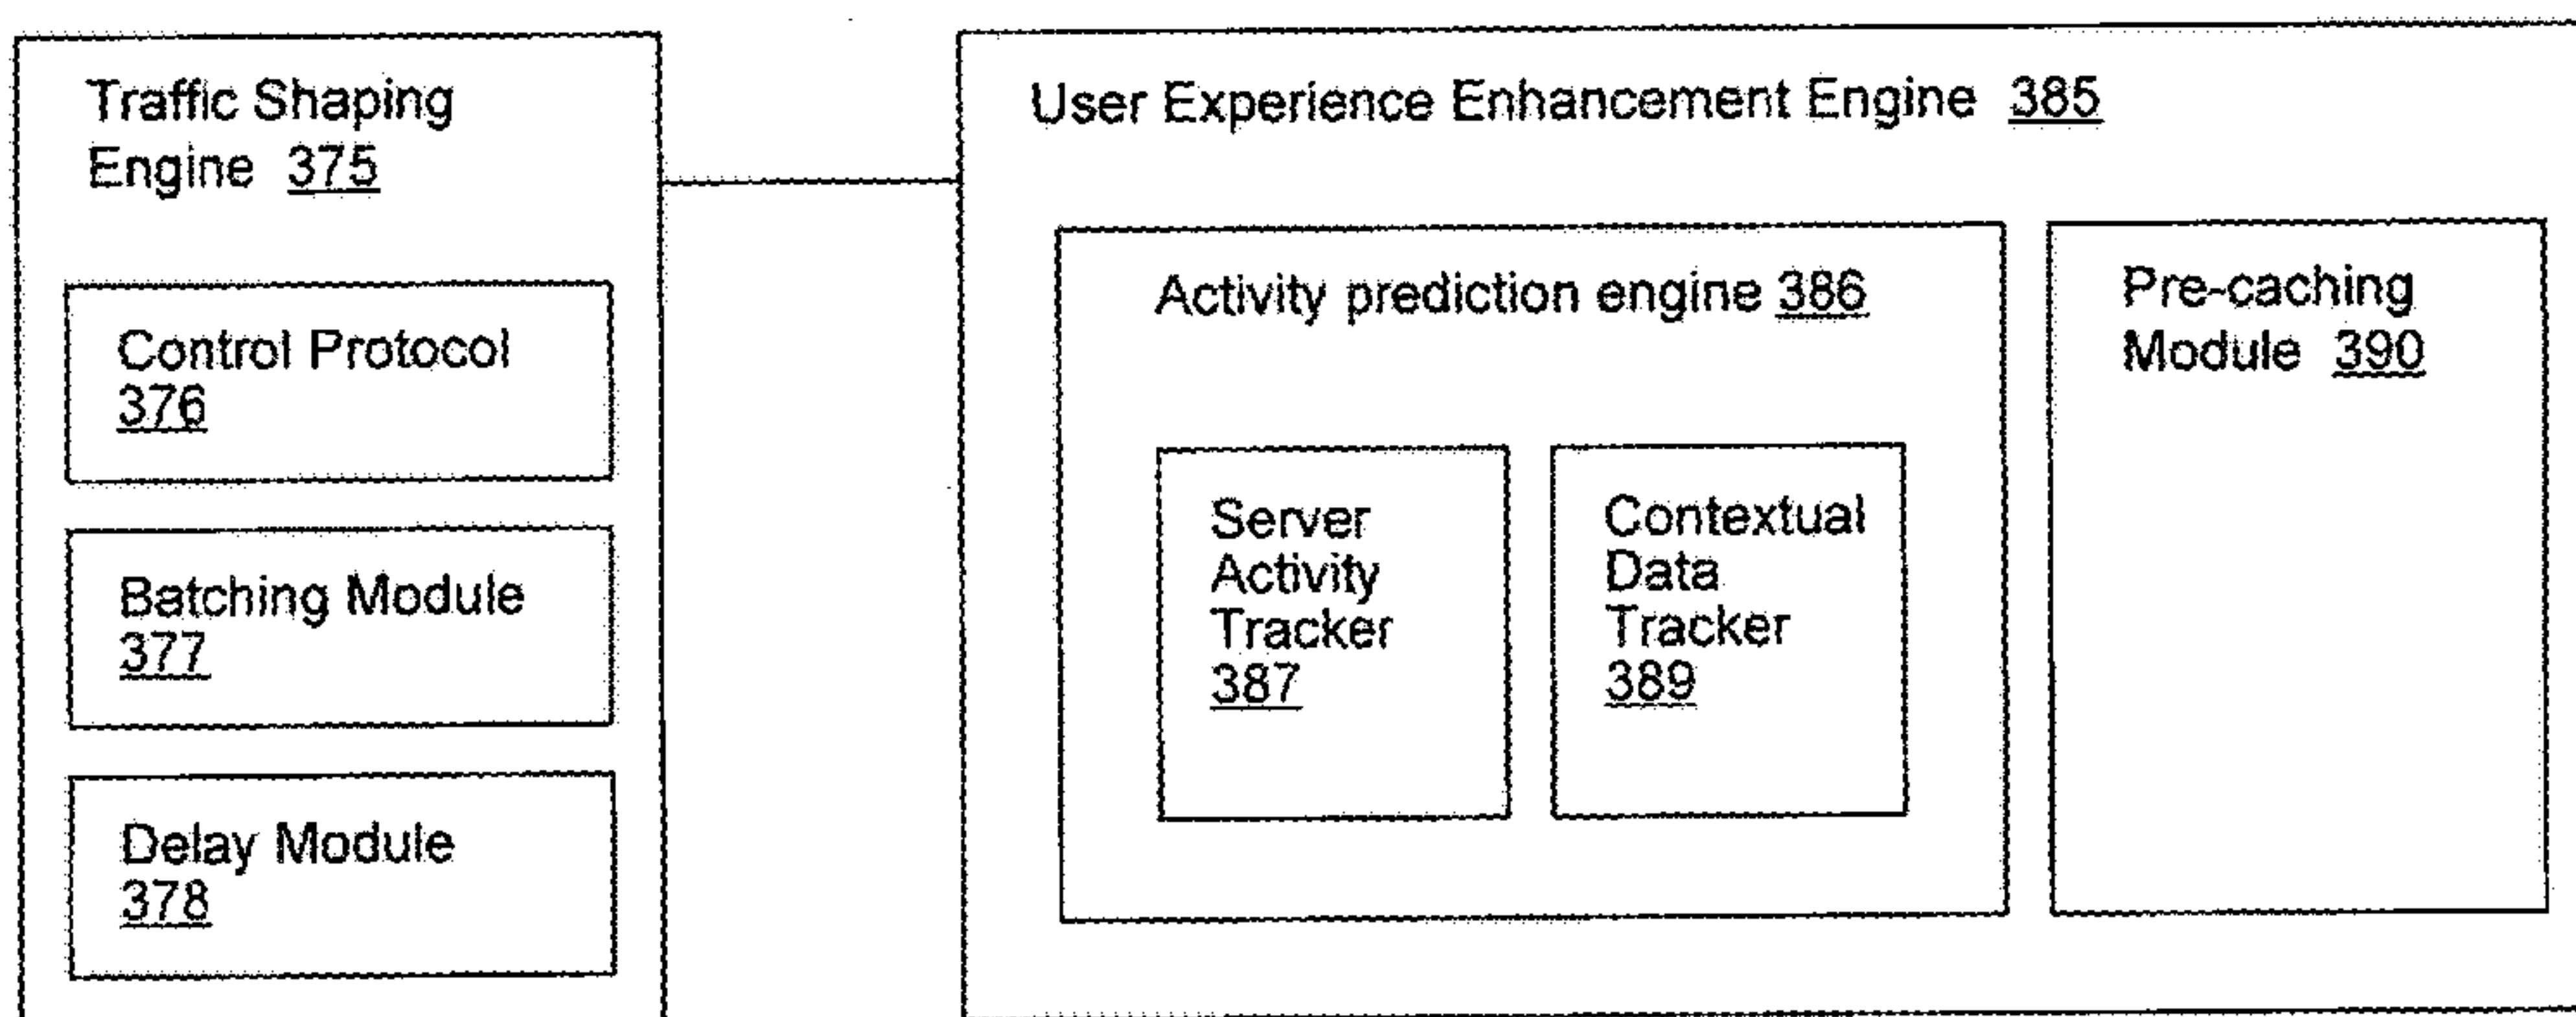 Traffic Shaping
Engine 375
Control Protocol
376
Batching Module
377
Delay Module
378
User Experience Enhancement Engine 385
Activity prediction engine 386
Server
Activity
Tracker
387
Contextual
Data
Tracker
389
Pre-caching
Module 390